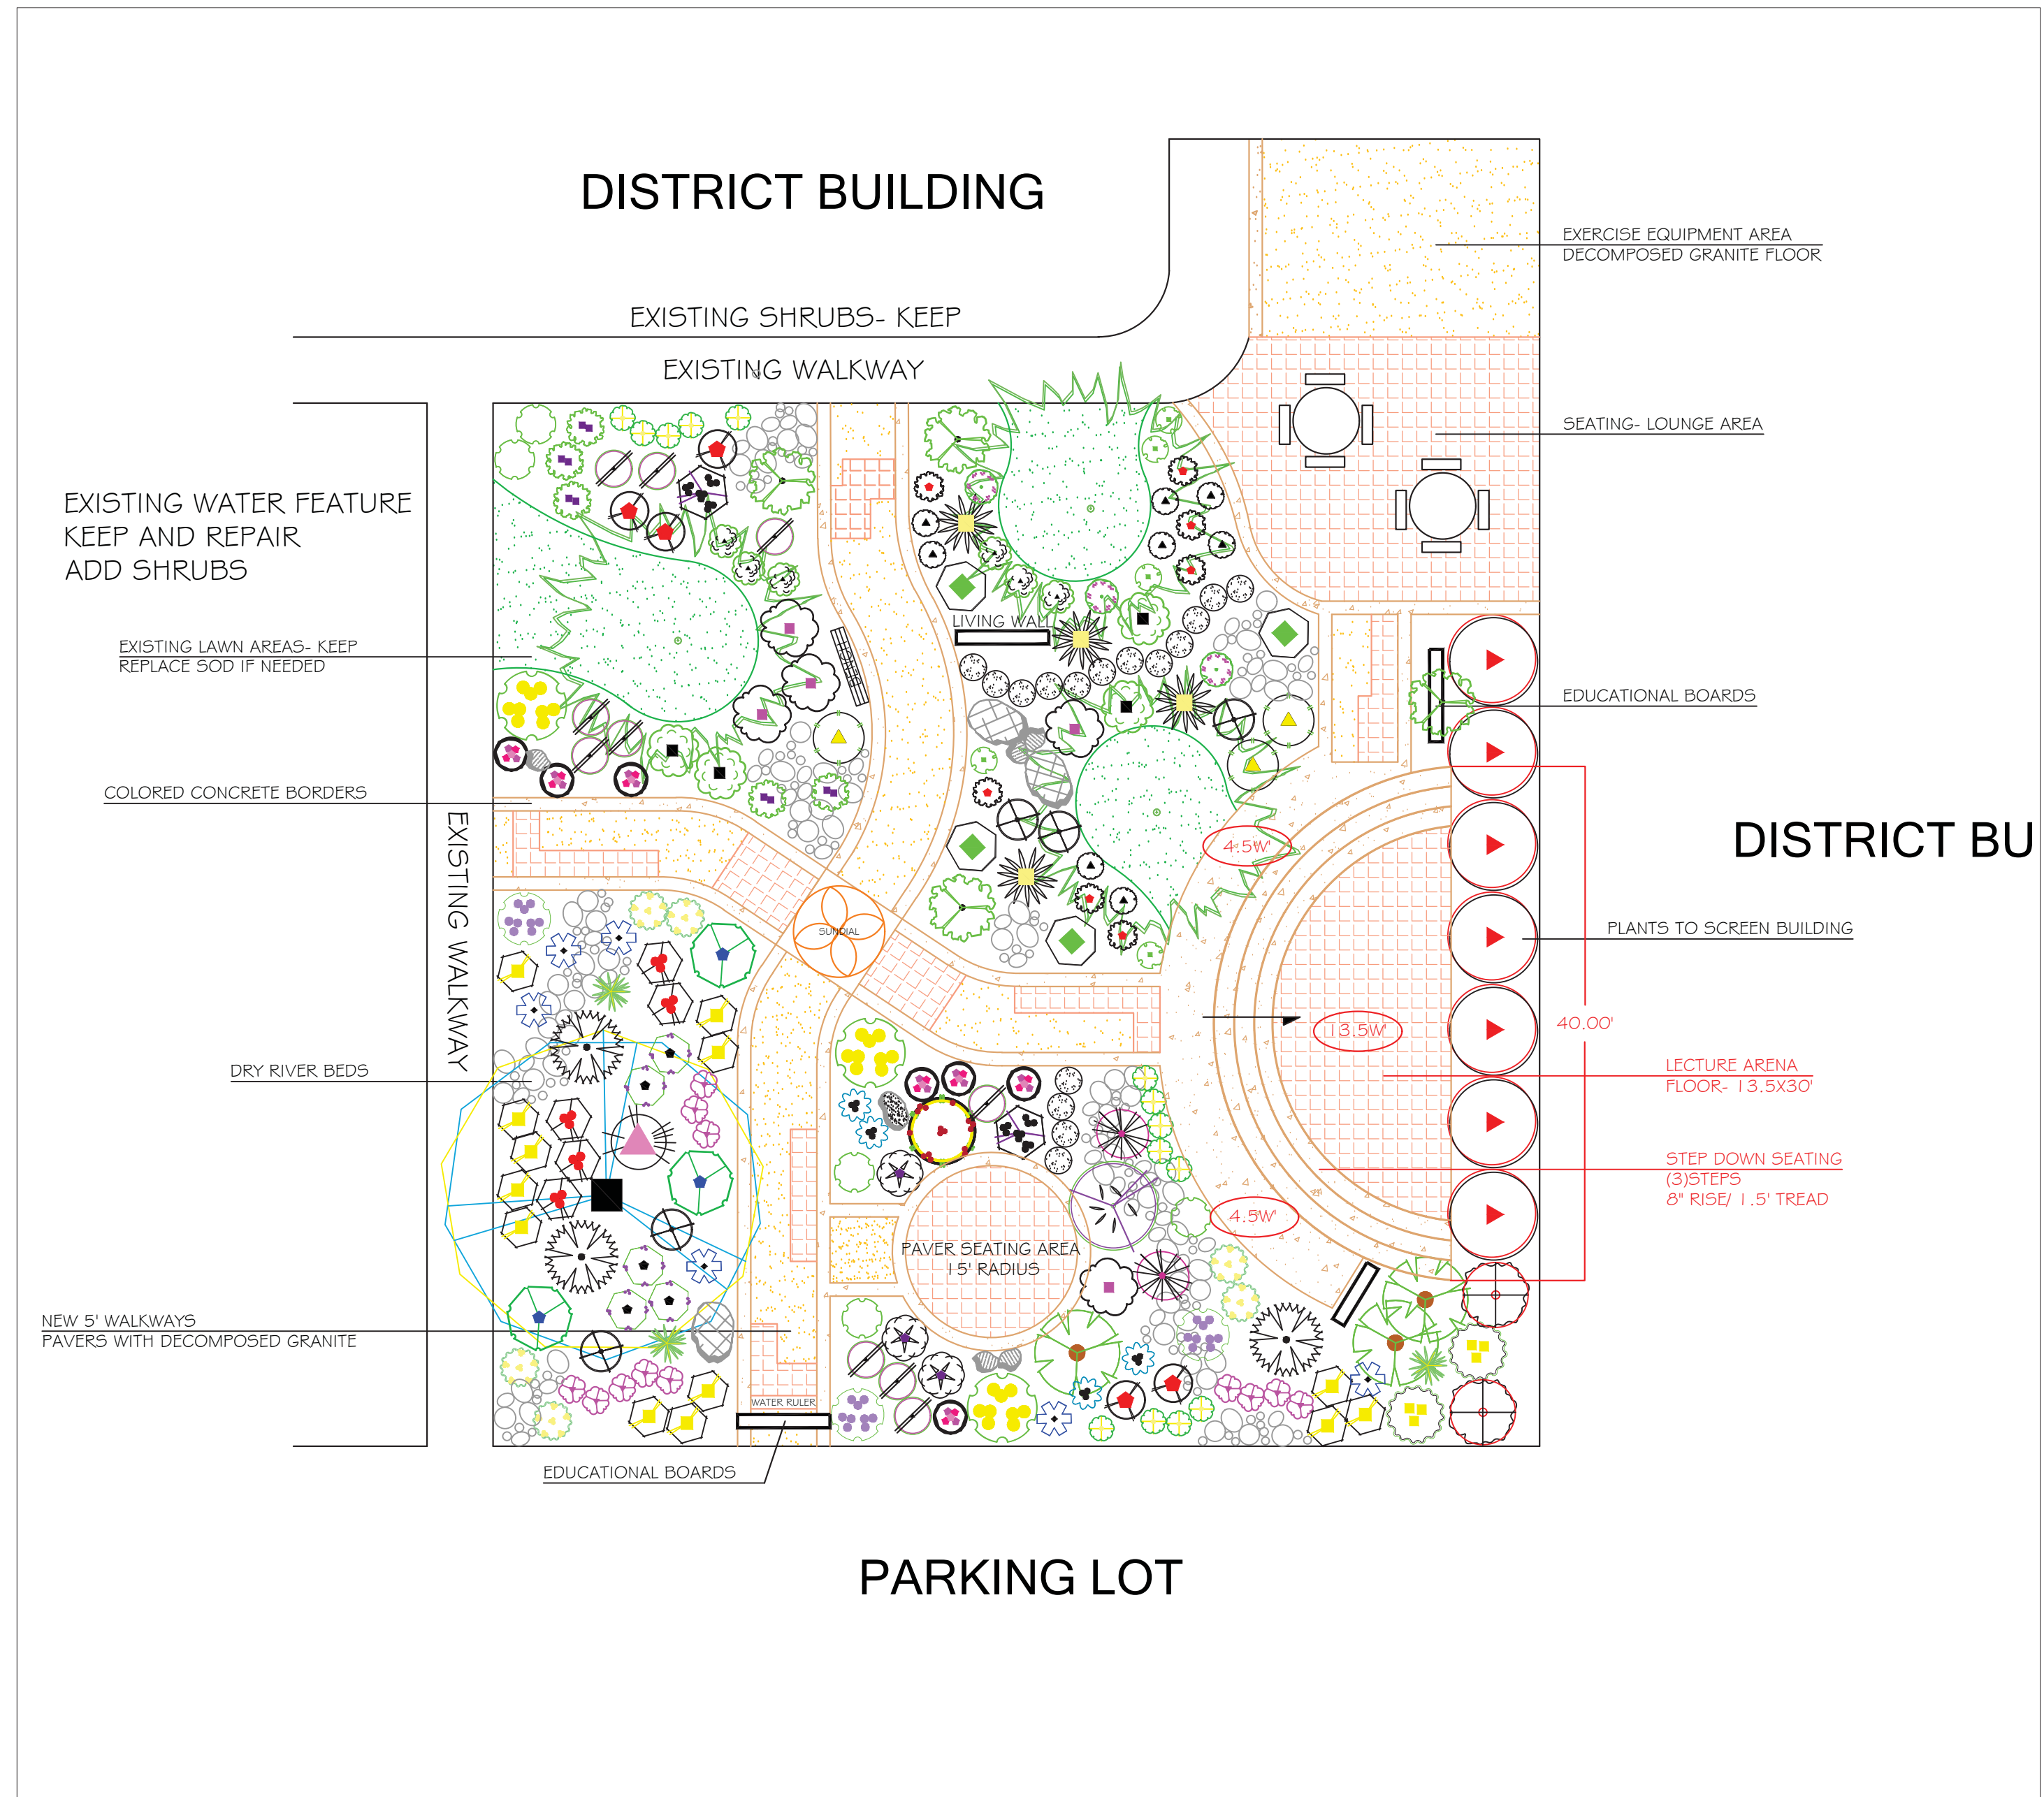 DISTRICT BUILDING
EXERCISE EQUIPMENT AREA
DECOMPOSED GRANITE FLOOR
EXISTING SHRUBS- KEEP
EXISTING WALKWAY
SEATING- LOUNGE AREA
EXISTING WATER FEATURE
KEEP AND REPAIR
ADD SHRUBS
LIVING WALL
EXISTING LAWN AREAS- KEEP
REPLACE SOD IF NEEDED
EDUCATIONAL BOARDS
COLORED CONCRETE BORDERS
EXISTING WALKWAY
4.5W'
DISTRICT BU
SUNDIAL
PLANTS TO SCREEN BUILDING
13.5W'
40.00'
DRY RIVER BEDS
LECTURE ARENA
FLOOR- 13.5X30'
STEP DOWN SEATING
(3)STEPS
8" RISE/ 1.5' TREAD
4.5W'
PAVER SEATING AREA
15' RADIUS
NEW 5' WALKWAYS
PAVERS WITH DECOMPOSED GRANITE
WATER RULER
EDUCATIONAL BOARDS
PARKING LOT